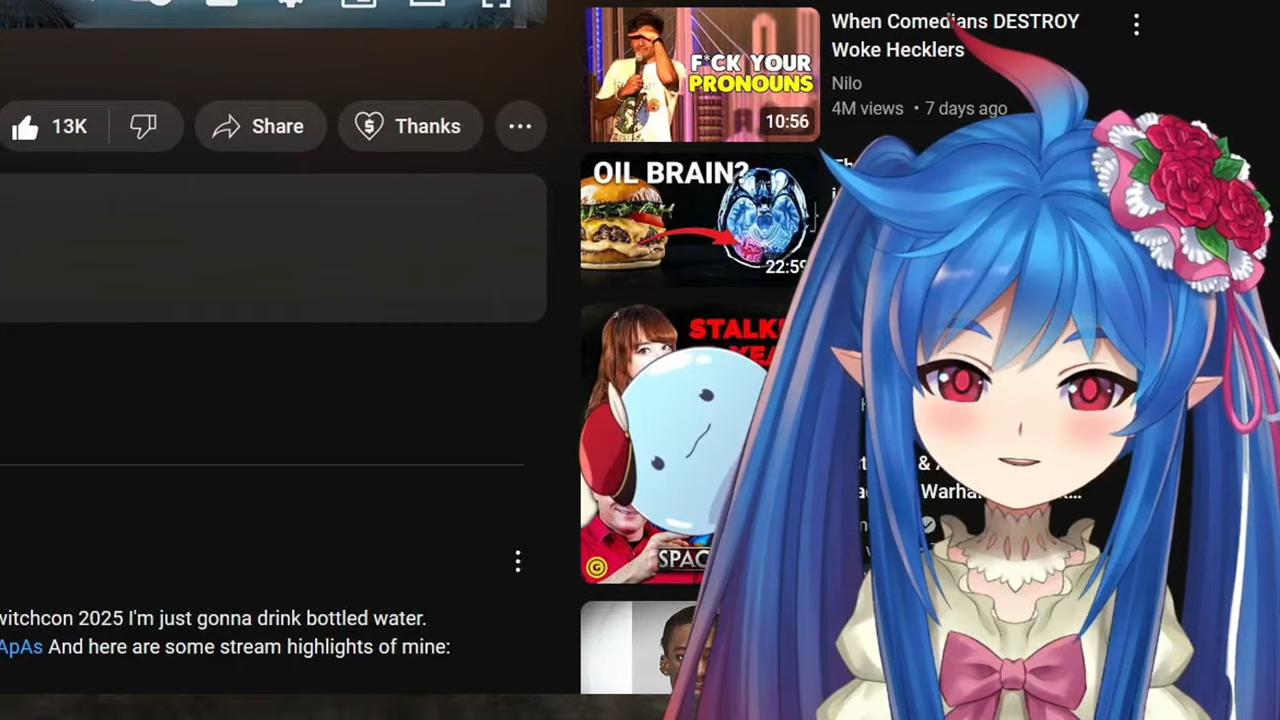 13K
Share
Thanks
witchcon 2025 I'm just gonna drink bottled water.
ApAs And here are some stream highlights of mine:
F*CK YOUR
PRONOUNS
10:56
When Comedians DESTROY
Woke Hecklers
Nilo
4M views • 7 days ago
OIL BRAIN?
22:59
STALK
YEA
SPAC
Warha